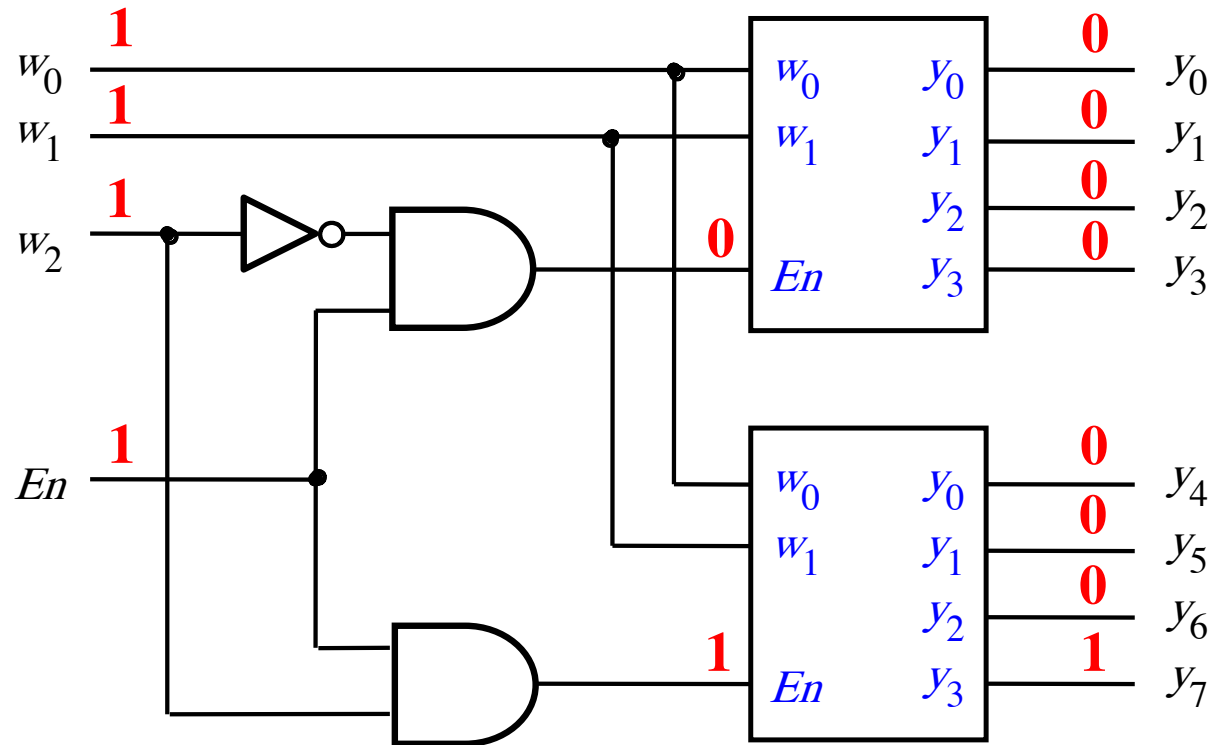 1 0
w0 w0 y0 y0
1 0
w1 w1 y1 y1
1 0
w2 y2 y2
0 0
En y3 y3
1 0
En w0 y0 y4
0
w1 y1 y5
0
y2 y6
1 1
En y3 y7